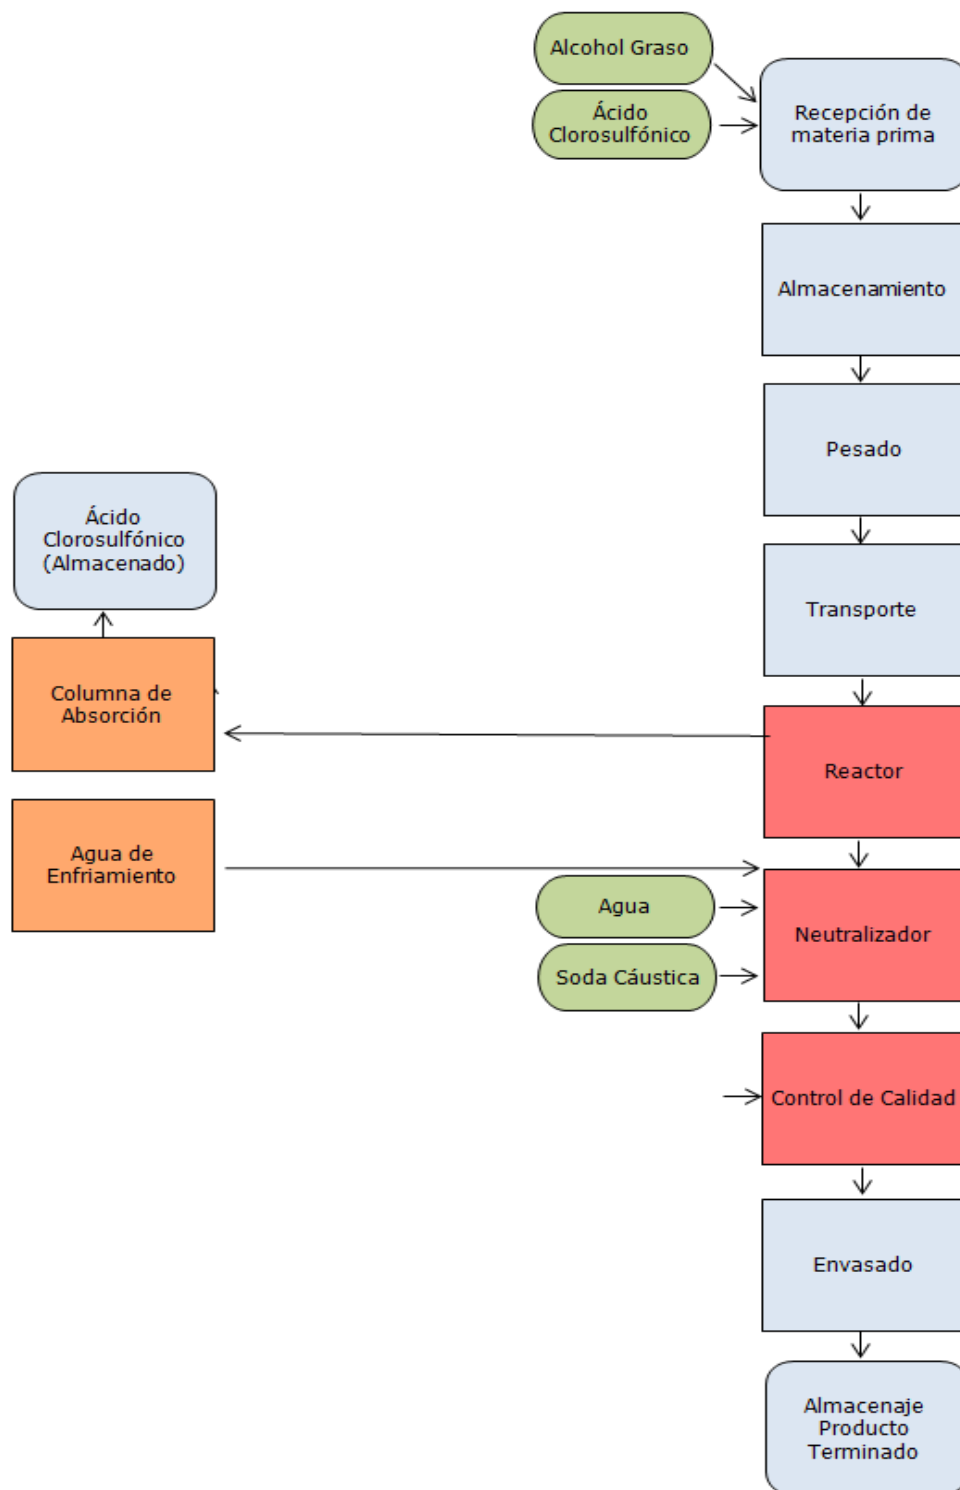 Alcohol Graso
Ácido
Clorosulfónico
Recepción de
materia prima
Almacenamiento
Pesado
Transporte
Ácido
Clorosulfónico
(Almacenado)
Columna de
Absorción
Reactor
Agua de
Enfriamiento
Agua
Soda Cáustica
Neutralizador
Control de Calidad
Envasado
Almacenaje
Producto
Terminado